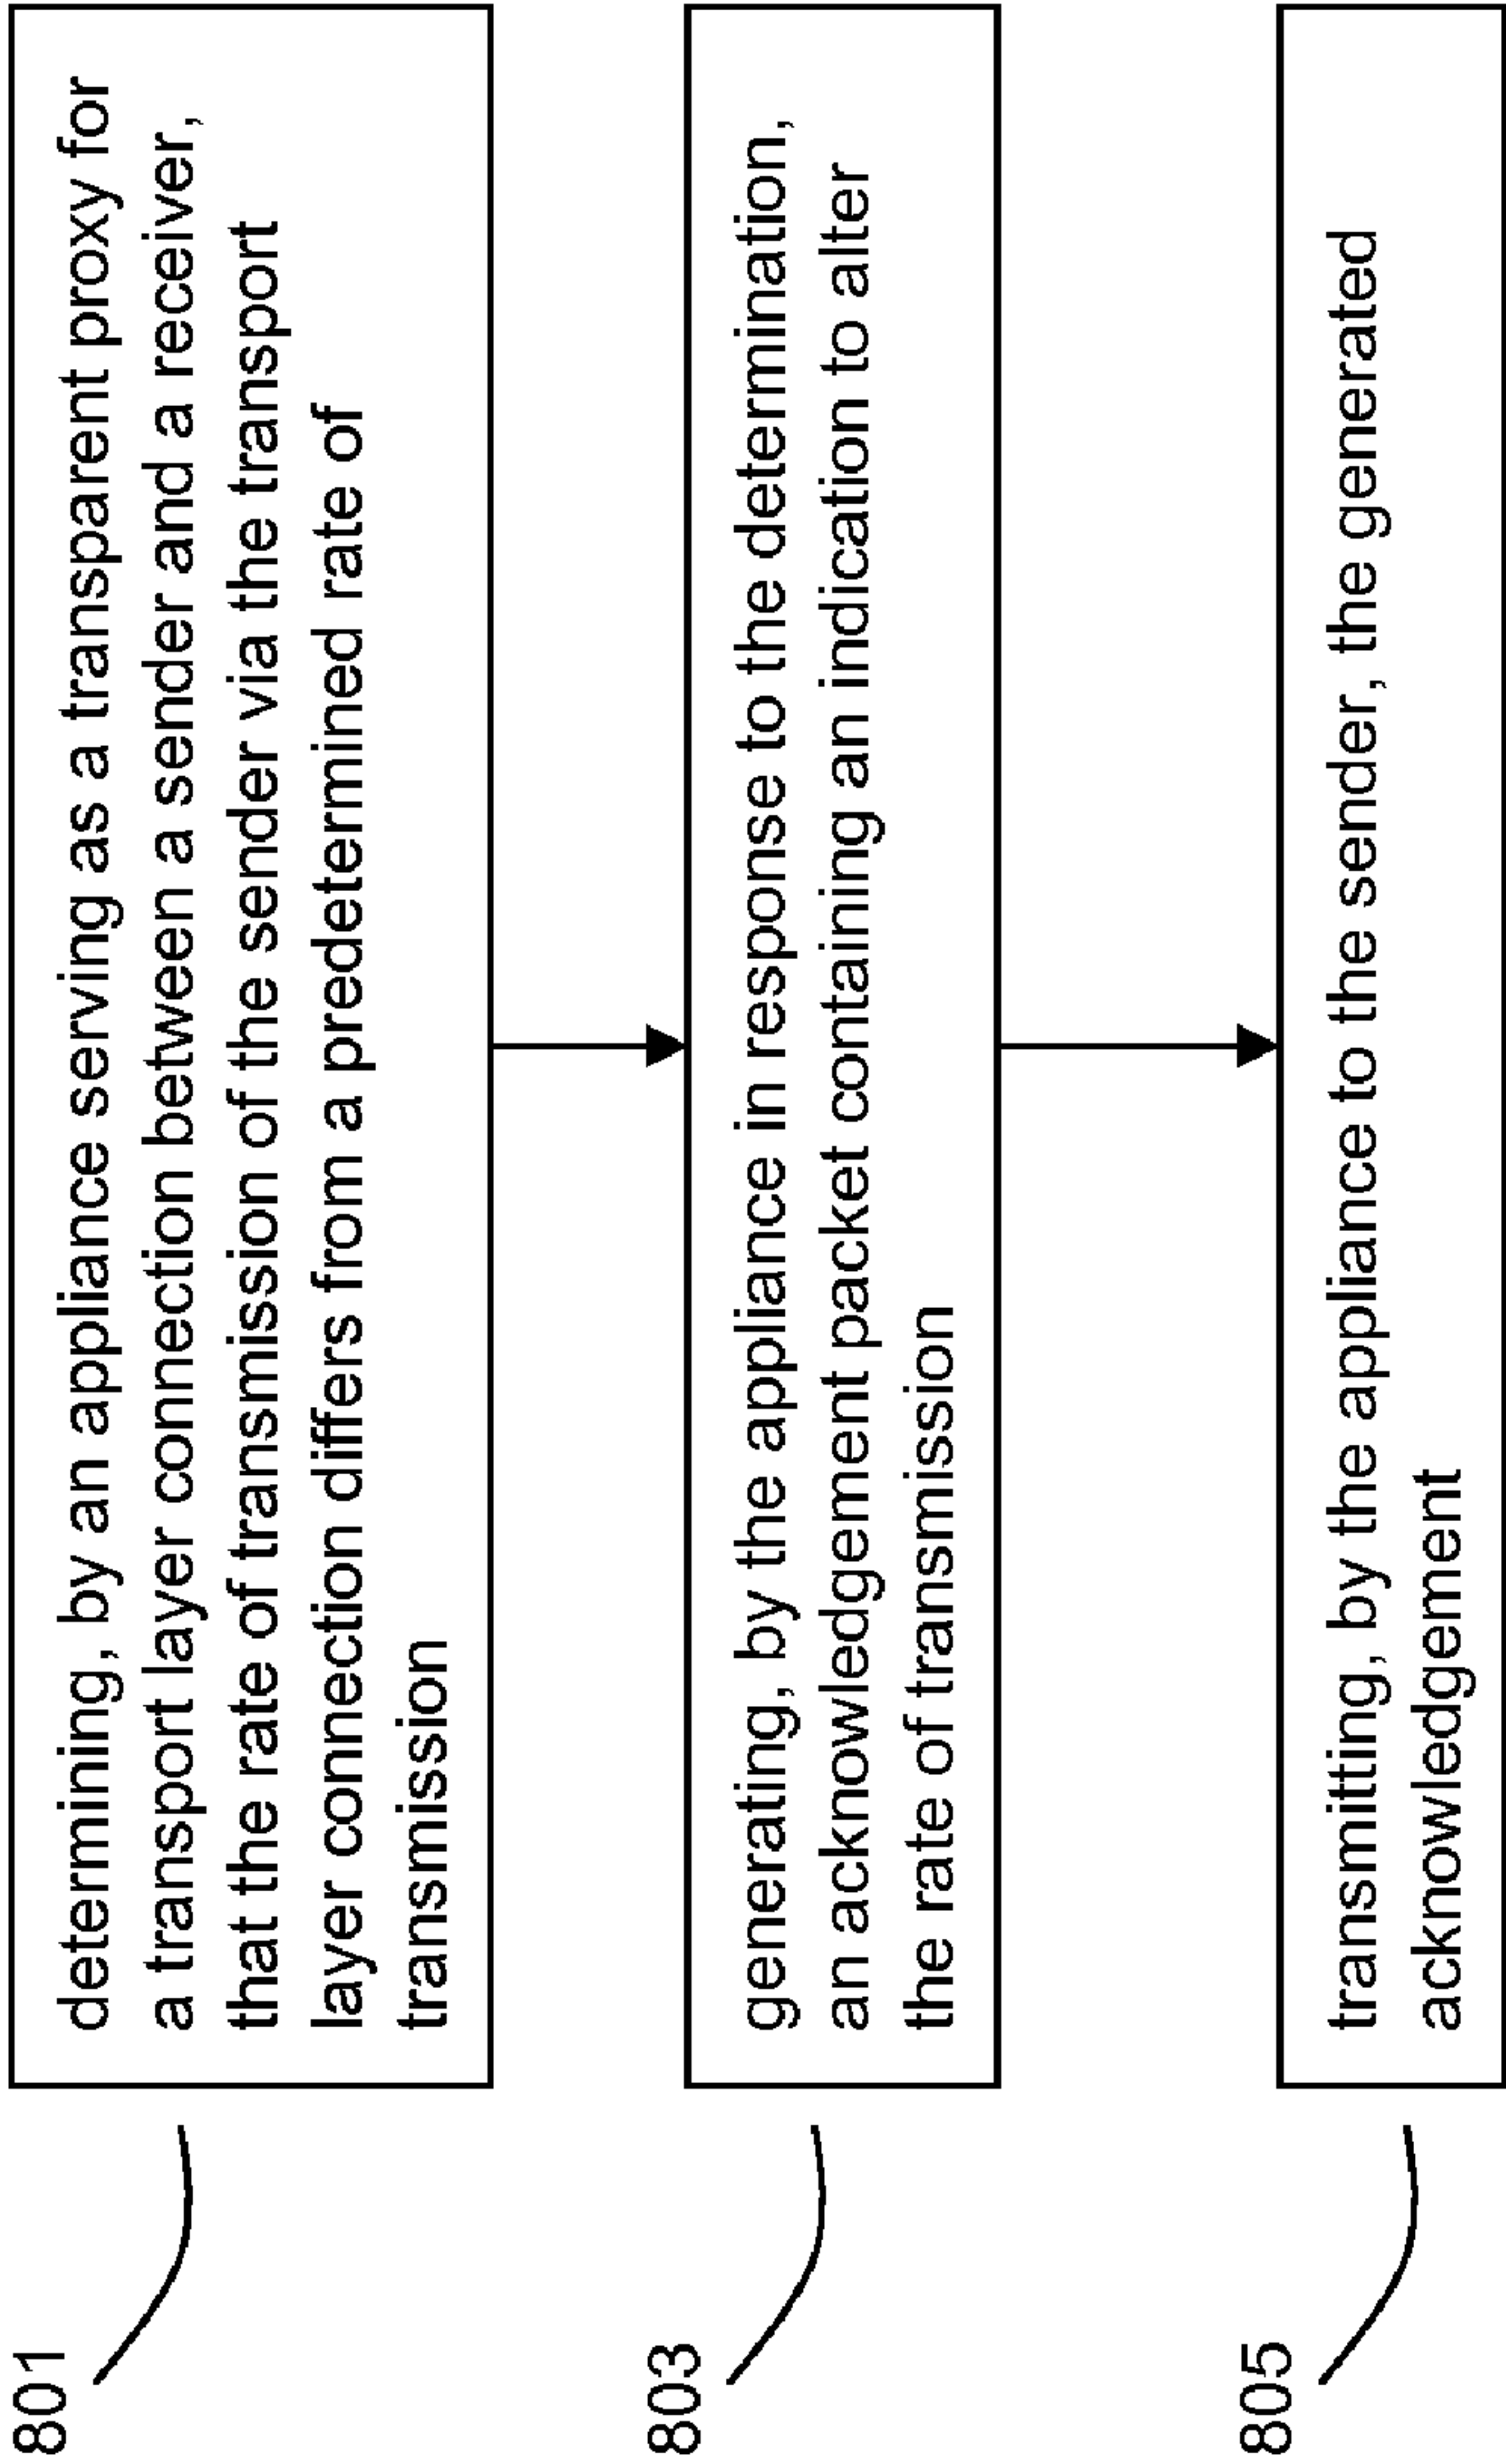 801
determining, by an appliance serving as a transparent proxy for
a transport layer connection between a sender and a receiver,
that the rate of transmission of the sender via the transport
layer connection differs from a predetermined rate of
transmission
803
generating, by the appliance in response to the determination,
an acknowledgement packet containing an indication to alter
the rate of transmission
805
transmitting, by the appliance to the sender, the generated
acknowledgement